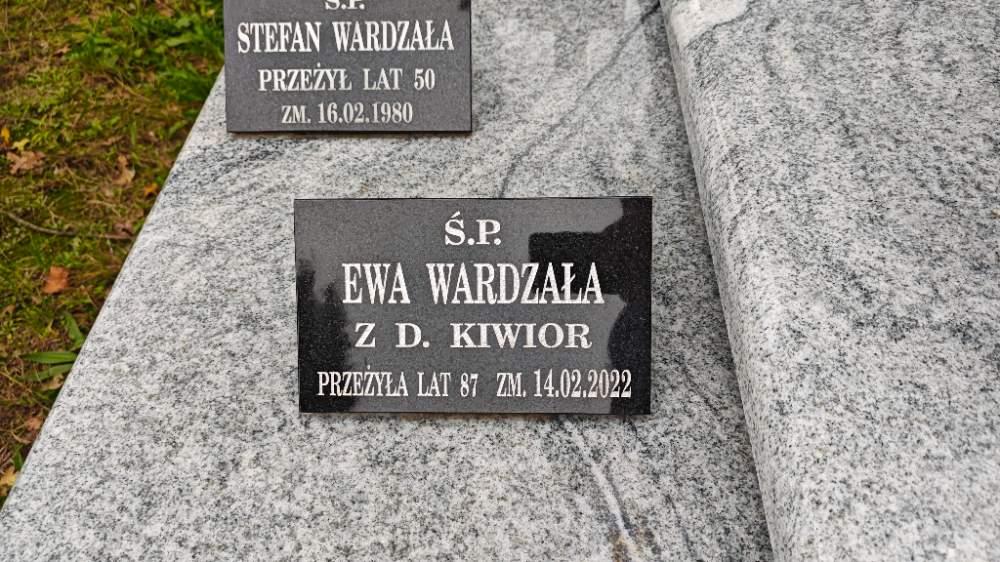 Ś.P.
STEFAN WARDZAŁA
PRZEŻYŁ LAT 50
ZM. 16.02.1980
Ś.P.
EWA WARDZAŁA
Z D. KIWIOR
PRZEŻYŁA LAT 87 ZM. 14.02.2022